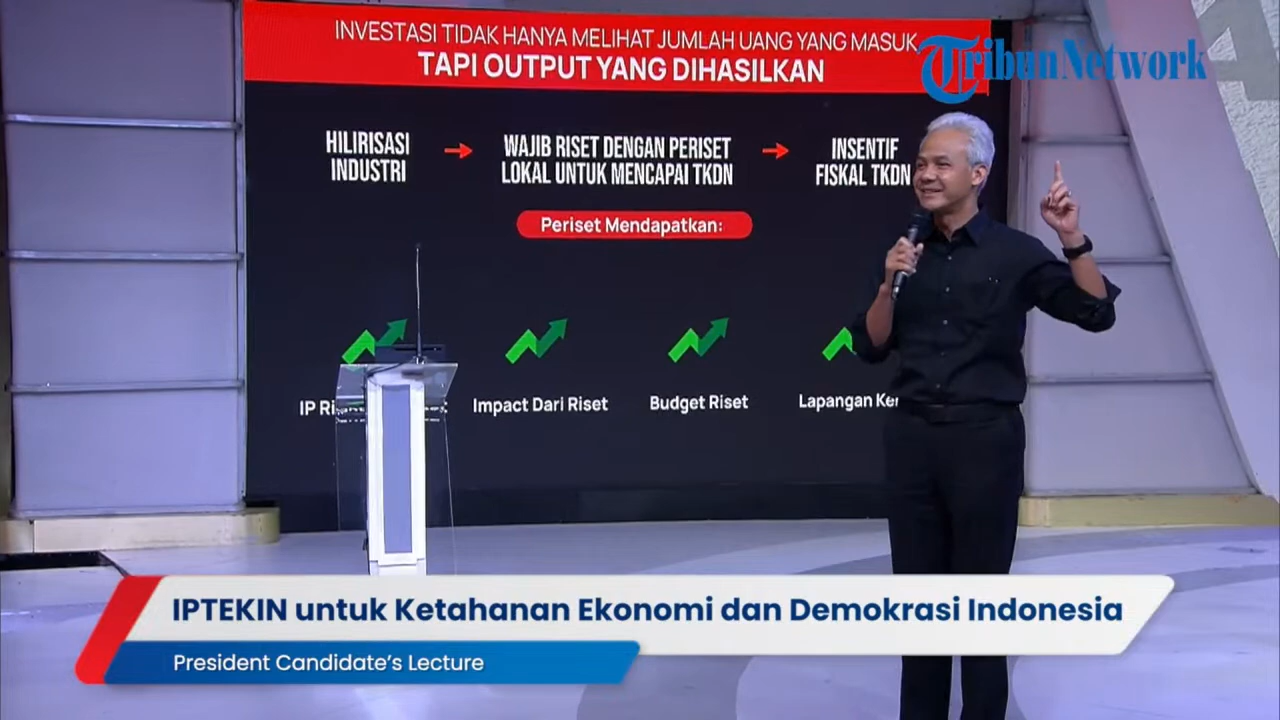 INVESTASI TIDAK HANYA MELIHAT JUMLAH UANG YANG MASUK
TAPI OUTPUT YANG DIHASILKAN
TribunNetwork
HILIRISASI
INDUSTRI
WAJIB RISET DENGAN PERISET
LOKAL UNTUK MENCAPAI TKDN
INSENTIF
FISKAL TKDN
Periset Mendapatkan:
IP
Impact Dari Riset
Budget Riset
Lapangan
IPTEKIN untuk Ketahanan Ekonomi dan Demokrasi Indonesia
President Candidate's Lecture